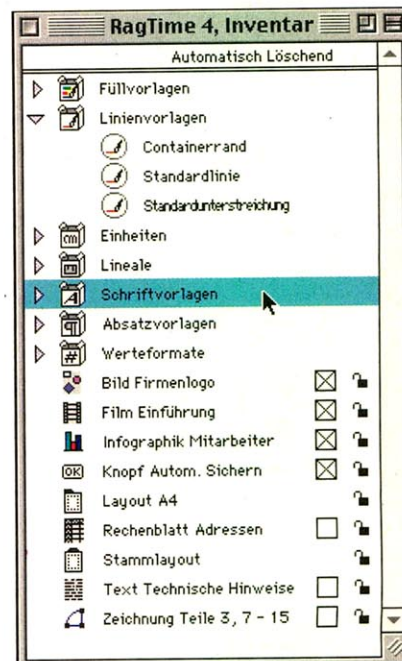 RagTime 4, Inventar
Automatisch Löschend
Füllvorlagen
Linienvorlagen
Containerrand
Standardlinie
Standardunterstreichung
cm Einheiten
Lineale
A Schriftvorlagen
¶ Absatzvorlagen
# Werteformate
Bild Firmenlogo
Film Einführung
Infographik Mitarbeiter
OK Knopf Autom. Sichern
Layout A4
Rechenblatt Adressen
Stammlayout
Text Technische Hinweise
Zeichnung Teile 3, 7 - 15